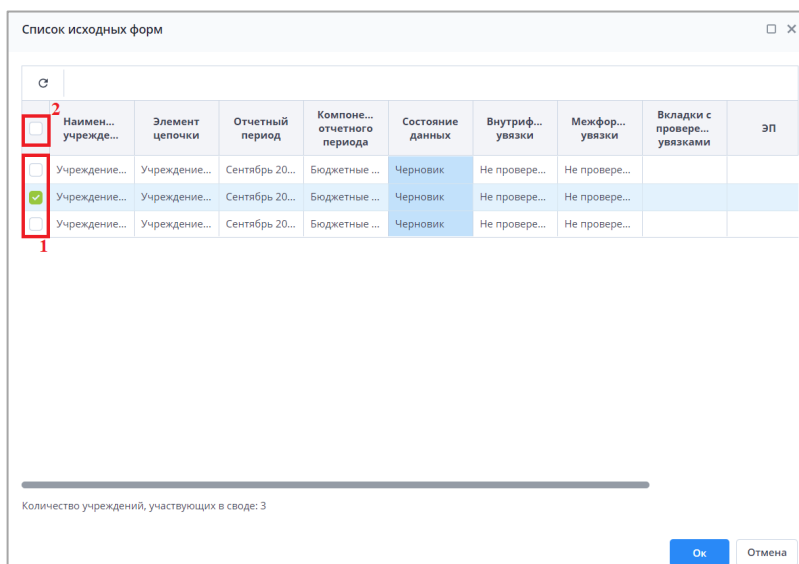 Список исходных форм
2
Наимен... учрежде...
Элемент цепочки
Отчетный период
Компоне... отчетного периода
Состояние данных
Внутриф... увязки
Межфор... увязки
Вкладки с провере... увязками
ЭП
Учреждение... Учреждение... Сентябрь 20... Бюджетные ... Черновик Не провере... Не провере...
Учреждение... Учреждение... Сентябрь 20... Бюджетные ... Черновик Не провере... Не провере...
Учреждение... Учреждение... Сентябрь 20... Бюджетные ... Черновик Не провере... Не провере...
1
Количество учреждений, участвующих в своде: 3
Ок Отмена